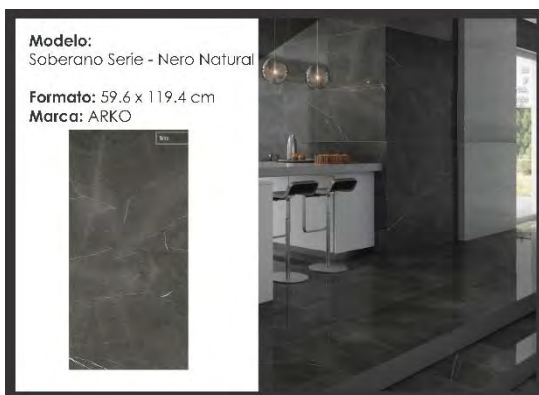 Modelo:
Soberano Serie - Nero Natural
Formato: 59.6 x 119.4 cm
Marca: ARKO